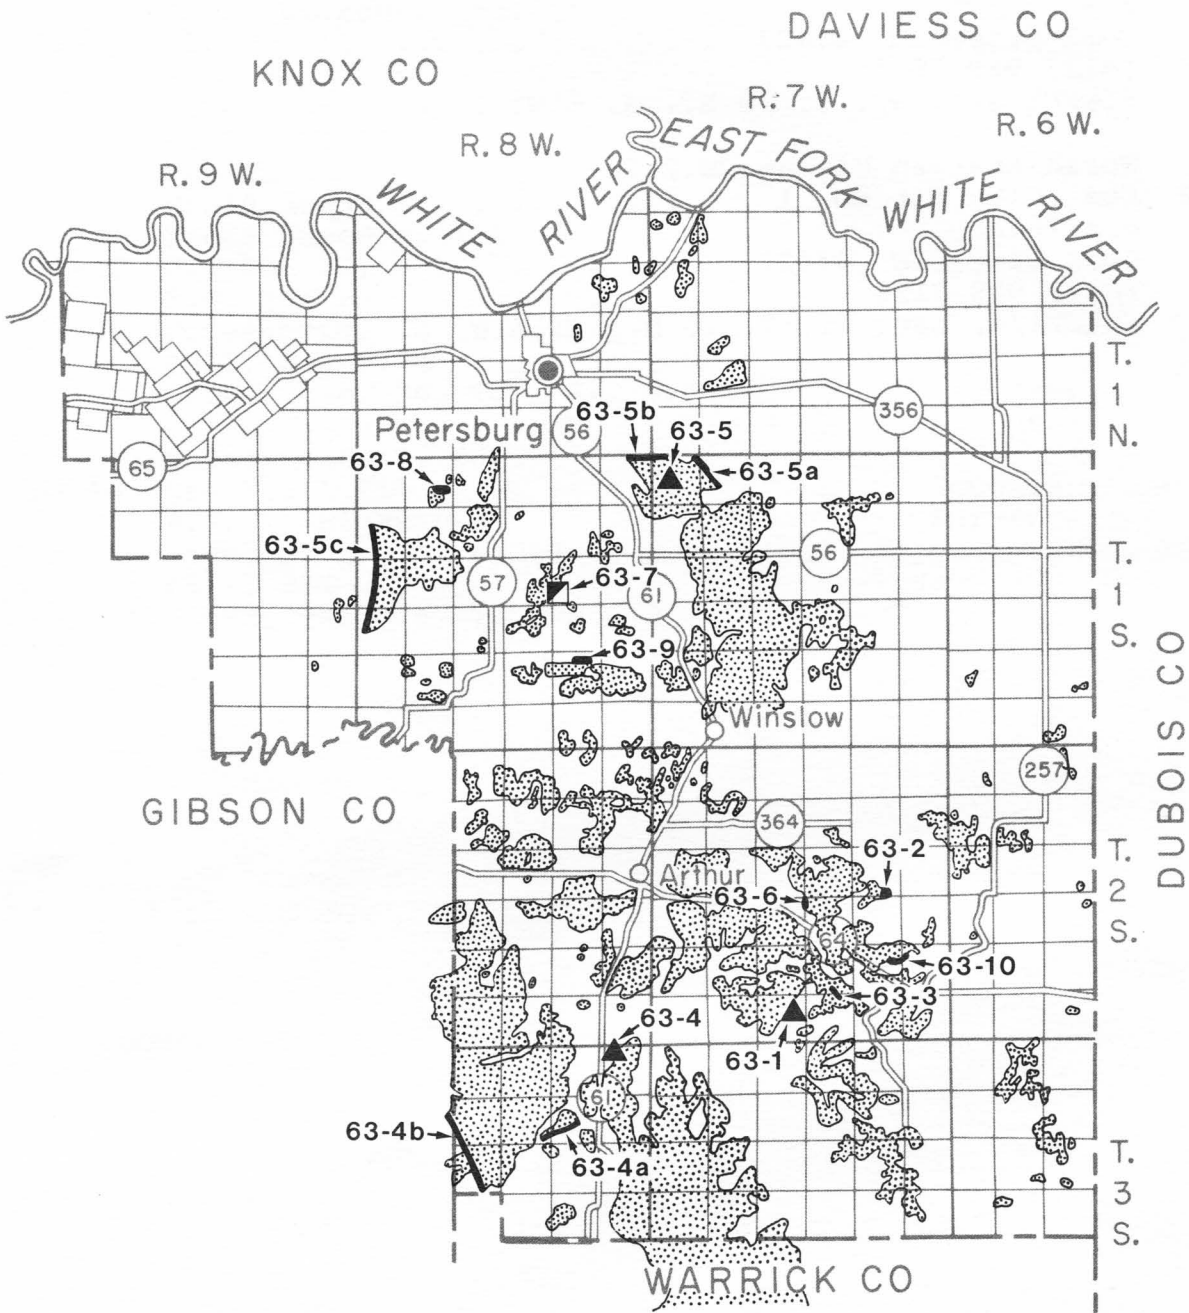 DAVIESS CO
KNOX CO
R. 7 W.
R. 6 W.
R. 8 W.
R. 9 W.
EAST FORK WHITE RIVER
WHITE RIVER
T. 1 N.
356
63-5b
63-5
Petersburg
56
65
63-8
63-5a
63-5c
56
T. 1 S.
57
63-7
61
63-9
Winslow
DUBOIS CO
257
GIBSON CO
364
63-2
T. 2 S.
Arthur
63-6
64
63-10
63-3
63-4
63-1
61
63-4b
63-4a
T. 3 S.
WARRICK CO